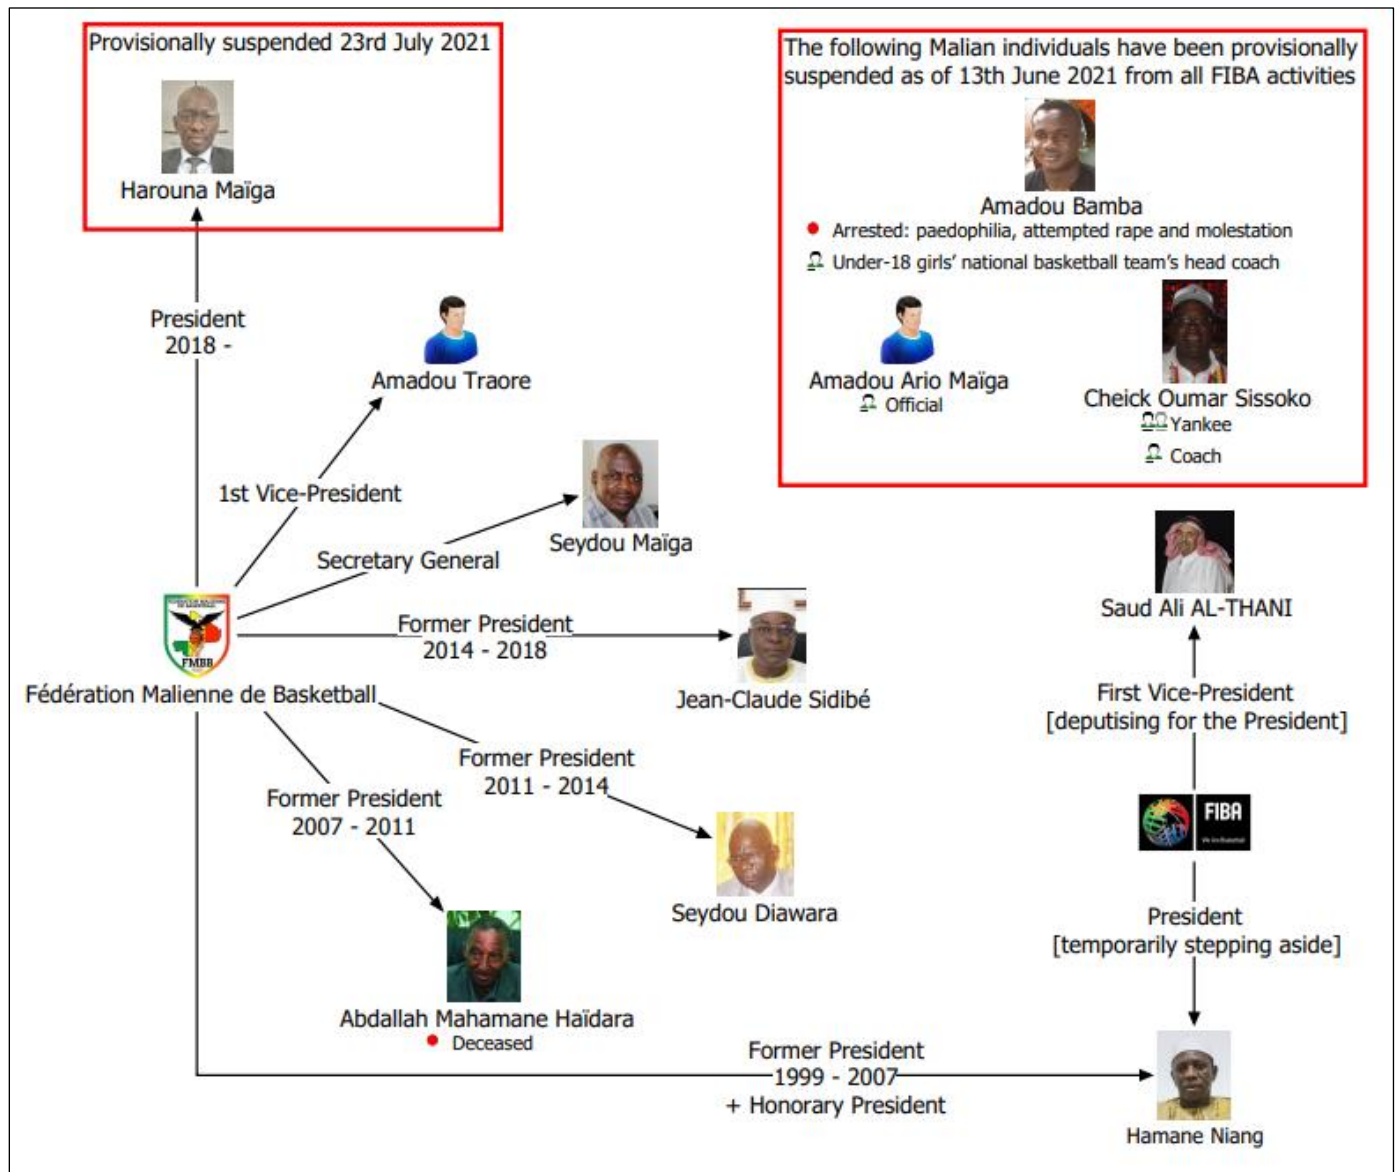 Provisionally suspended 23rd July 2021
Harouna Maïga
The following Malian individuals have been provisionally
suspended as of 13th June 2021 from all FIBA activities
Amadou Bamba
Arrested: paedophilia, attempted rape and molestation
Under-18 girls' national basketball team's head coach
Amadou Ario Maïga
Official
Cheick Oumar Sissoko
Yankee
Coach
President
2018 -
Amadou Traore
1st Vice-President
Seydou Maïga
Secretary General
FMBB
Fédération Malienne de Basketball
Former President
2014 - 2018
Jean-Claude Sidibé
Former President
2011 - 2014
Seydou Diawara
Former President
2007 - 2011
Abdallah Mahamane Haïdara
Deceased
Former President
1999 - 2007
+ Honorary President
Saud Ali AL-THANI
First Vice-President
[deputising for the President]
FIBA
We Are Basketball
President
[temporarily stepping aside]
Hamane Niang